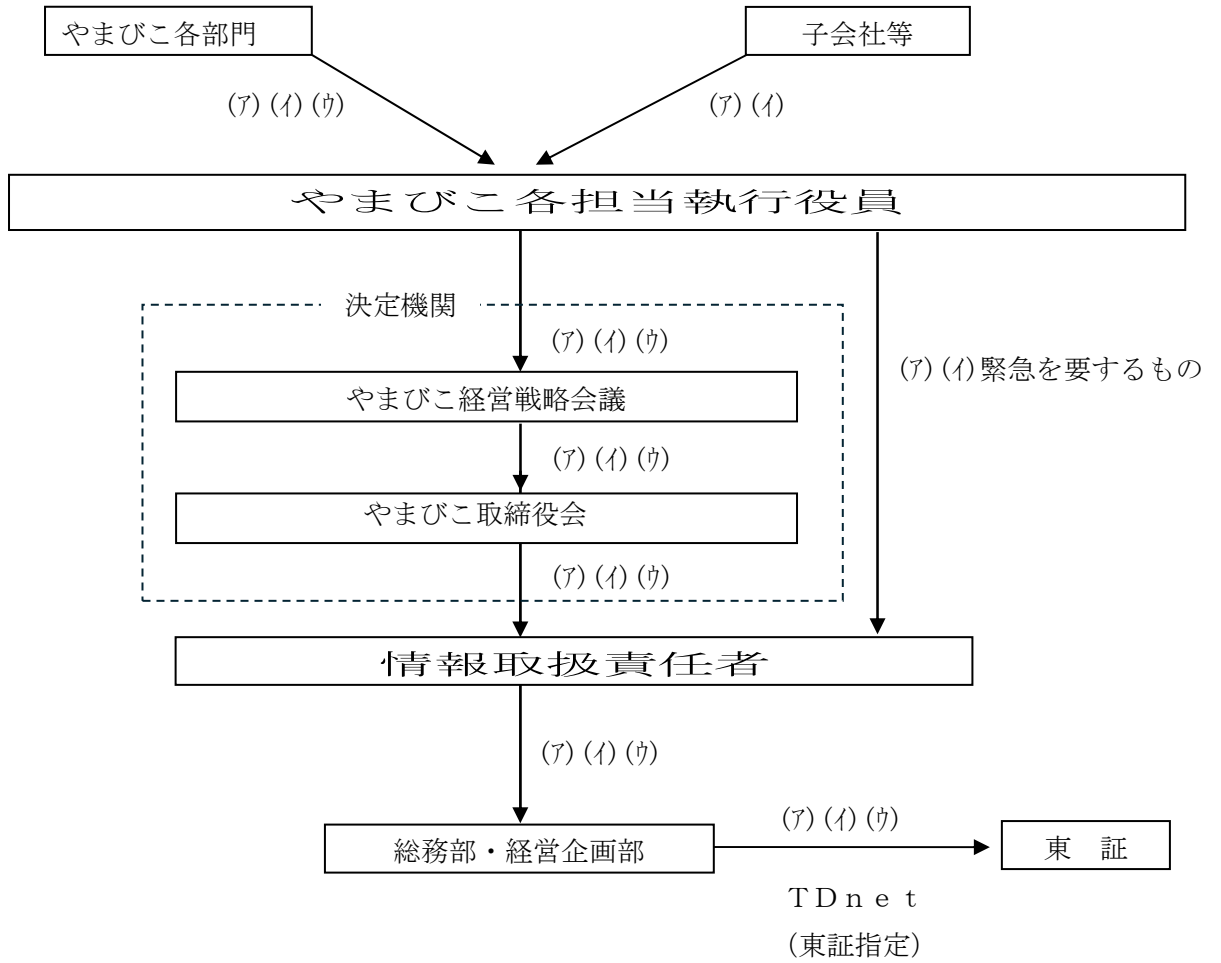 やまびこ各部門
子会社等
(ｱ) (ｲ) (ｳ)
(ｱ) (ｲ)
やまびこ各担当執行役員
決定機関
(ｱ) (ｲ) (ｳ)
(ｱ) (ｲ) 緊急を要するもの
やまびこ経営戦略会議
(ｱ) (ｲ) (ｳ)
やまびこ取締役会
(ｱ) (ｲ) (ｳ)
情報取扱責任者
(ｱ) (ｲ) (ｳ)
(ｱ) (ｲ) (ｳ)
総務部・経営企画部
東　証
ＴＤｎｅｔ
（東証指定）